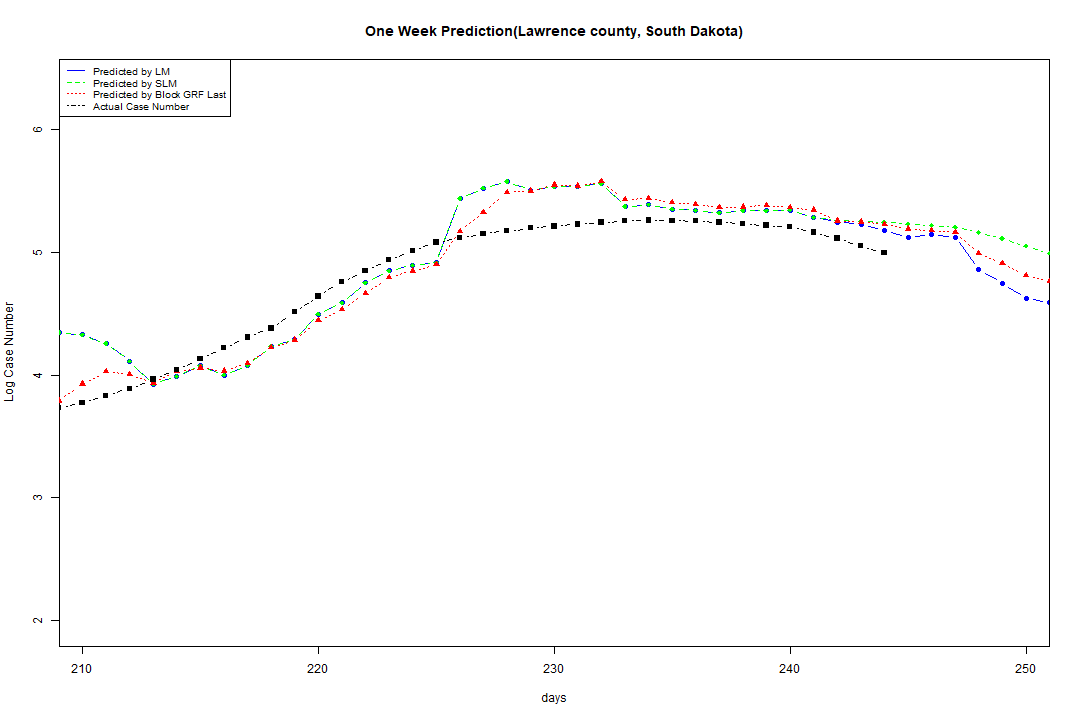 One Week Prediction(Lawrence county, South Dakota)
Predicted by LM
Predicted by SLM
Predicted by Block GRF Last
Actual Case Number
6
5
4
3
2
Log Case Number
210 220 230 240 250
days